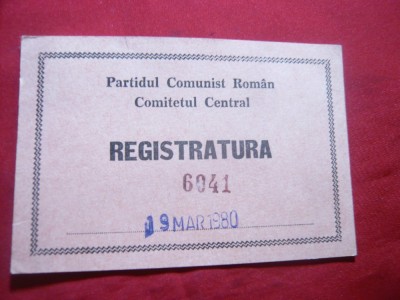 Partidul Comunist Român
Comitetul Central
REGISTRATURA
6041
19 MAR 1980